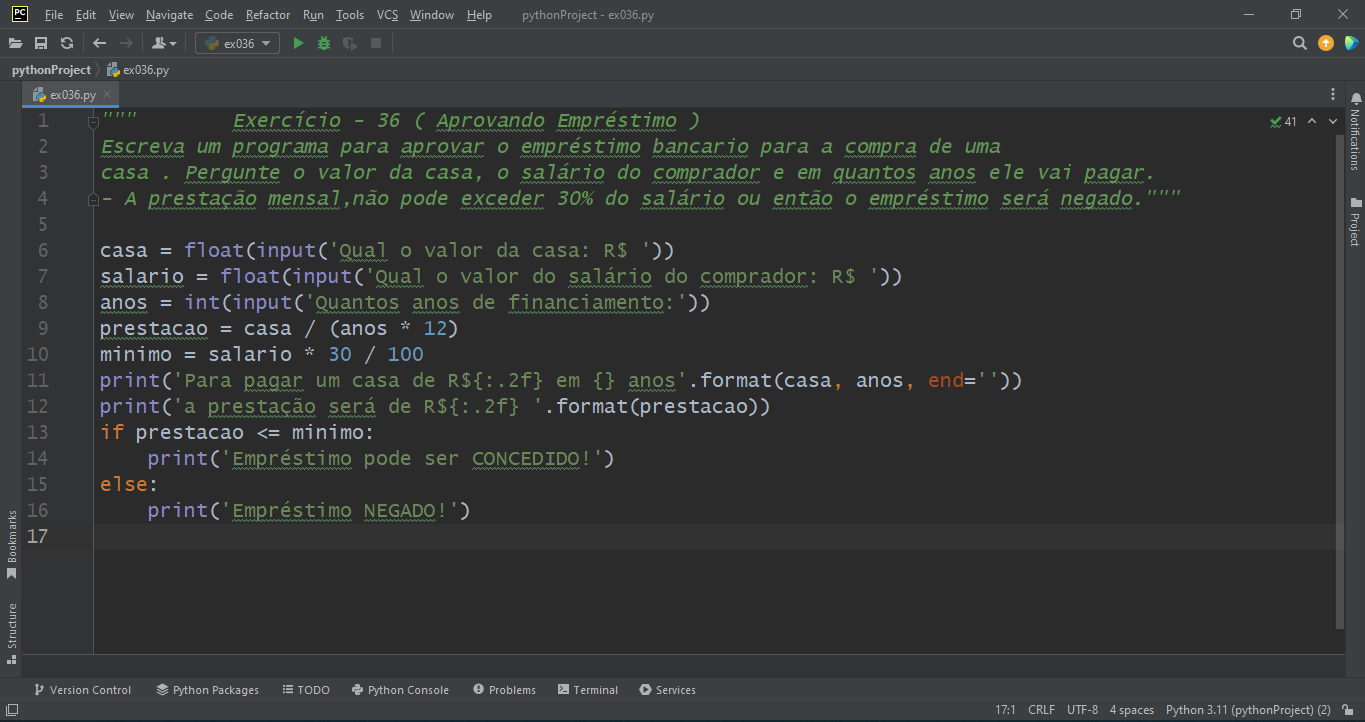 PC File Edit View Navigate Code Refactor Run Tools VCS Window Help pythonProject - ex036.py
ex036
pythonProject ex036.py
ex036.py
41
1 """ Exercício - 36 ( Aprovando Empréstimo )
2 Escreva um programa para aprovar o empréstimo bancario para a compra de uma
3 casa . Pergunte o valor da casa, o salário do comprador e em quantos anos ele vai pagar.
4 - A prestação mensal,não pode exceder 30% do salário ou então o empréstimo será negado."""
5
6 casa = float(input('Qual o valor da casa: R$ '))
7 salario = float(input('Qual o valor do salário do comprador: R$ '))
8 anos = int(input('Quantos anos de financiamento:'))
9 prestacao = casa / (anos * 12)
10 minimo = salario * 30 / 100
11 print('Para pagar um casa de R${:.2f} em {} anos'.format(casa, anos, end=''))
12 print('a prestação será de R${:.2f} '.format(prestacao))
13 if prestacao <= minimo:
14     print('Empréstimo pode ser CONCEDIDO!')
15 else:
16     print('Empréstimo NEGADO!')
17
Notifications
Project
Bookmarks
Structure
Version Control Python Packages TODO Python Console Problems Terminal Services
17:1 CRLF UTF-8 4 spaces Python 3.11 (pythonProject) (2)